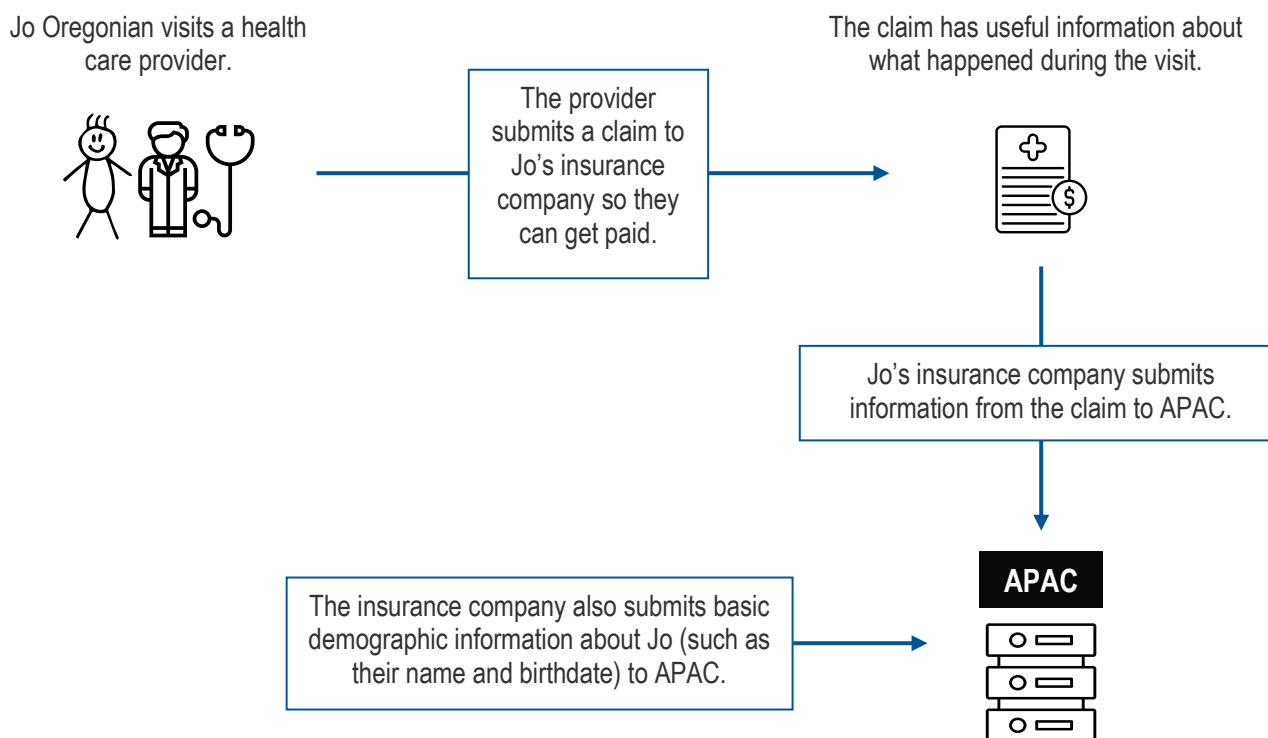 Jo Oregonian visits a health
care provider.
The provider
submits a claim to
Jo’s insurance
company so they
can get paid.
The claim has useful information about
what happened during the visit.
$
Jo’s insurance company submits
information from the claim to APAC.
APAC
The insurance company also submits basic
demographic information about Jo (such as
their name and birthdate) to APAC.